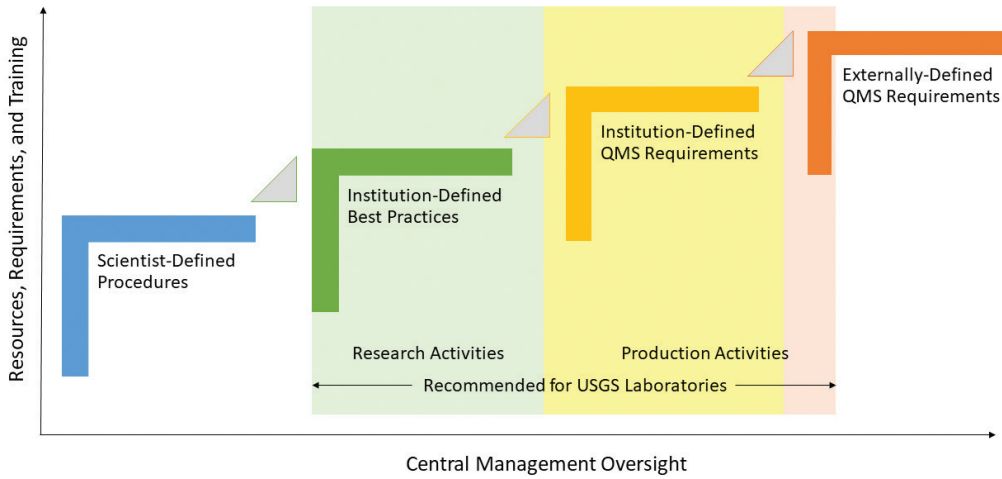 Resources, Requirements, and Training
Externally-Defined
QMS Requirements
Institution-Defined
QMS Requirements
Institution-Defined
Best Practices
Scientist-Defined
Procedures
Research Activities
Production Activities
Recommended for USGS Laboratories
Central Management Oversight